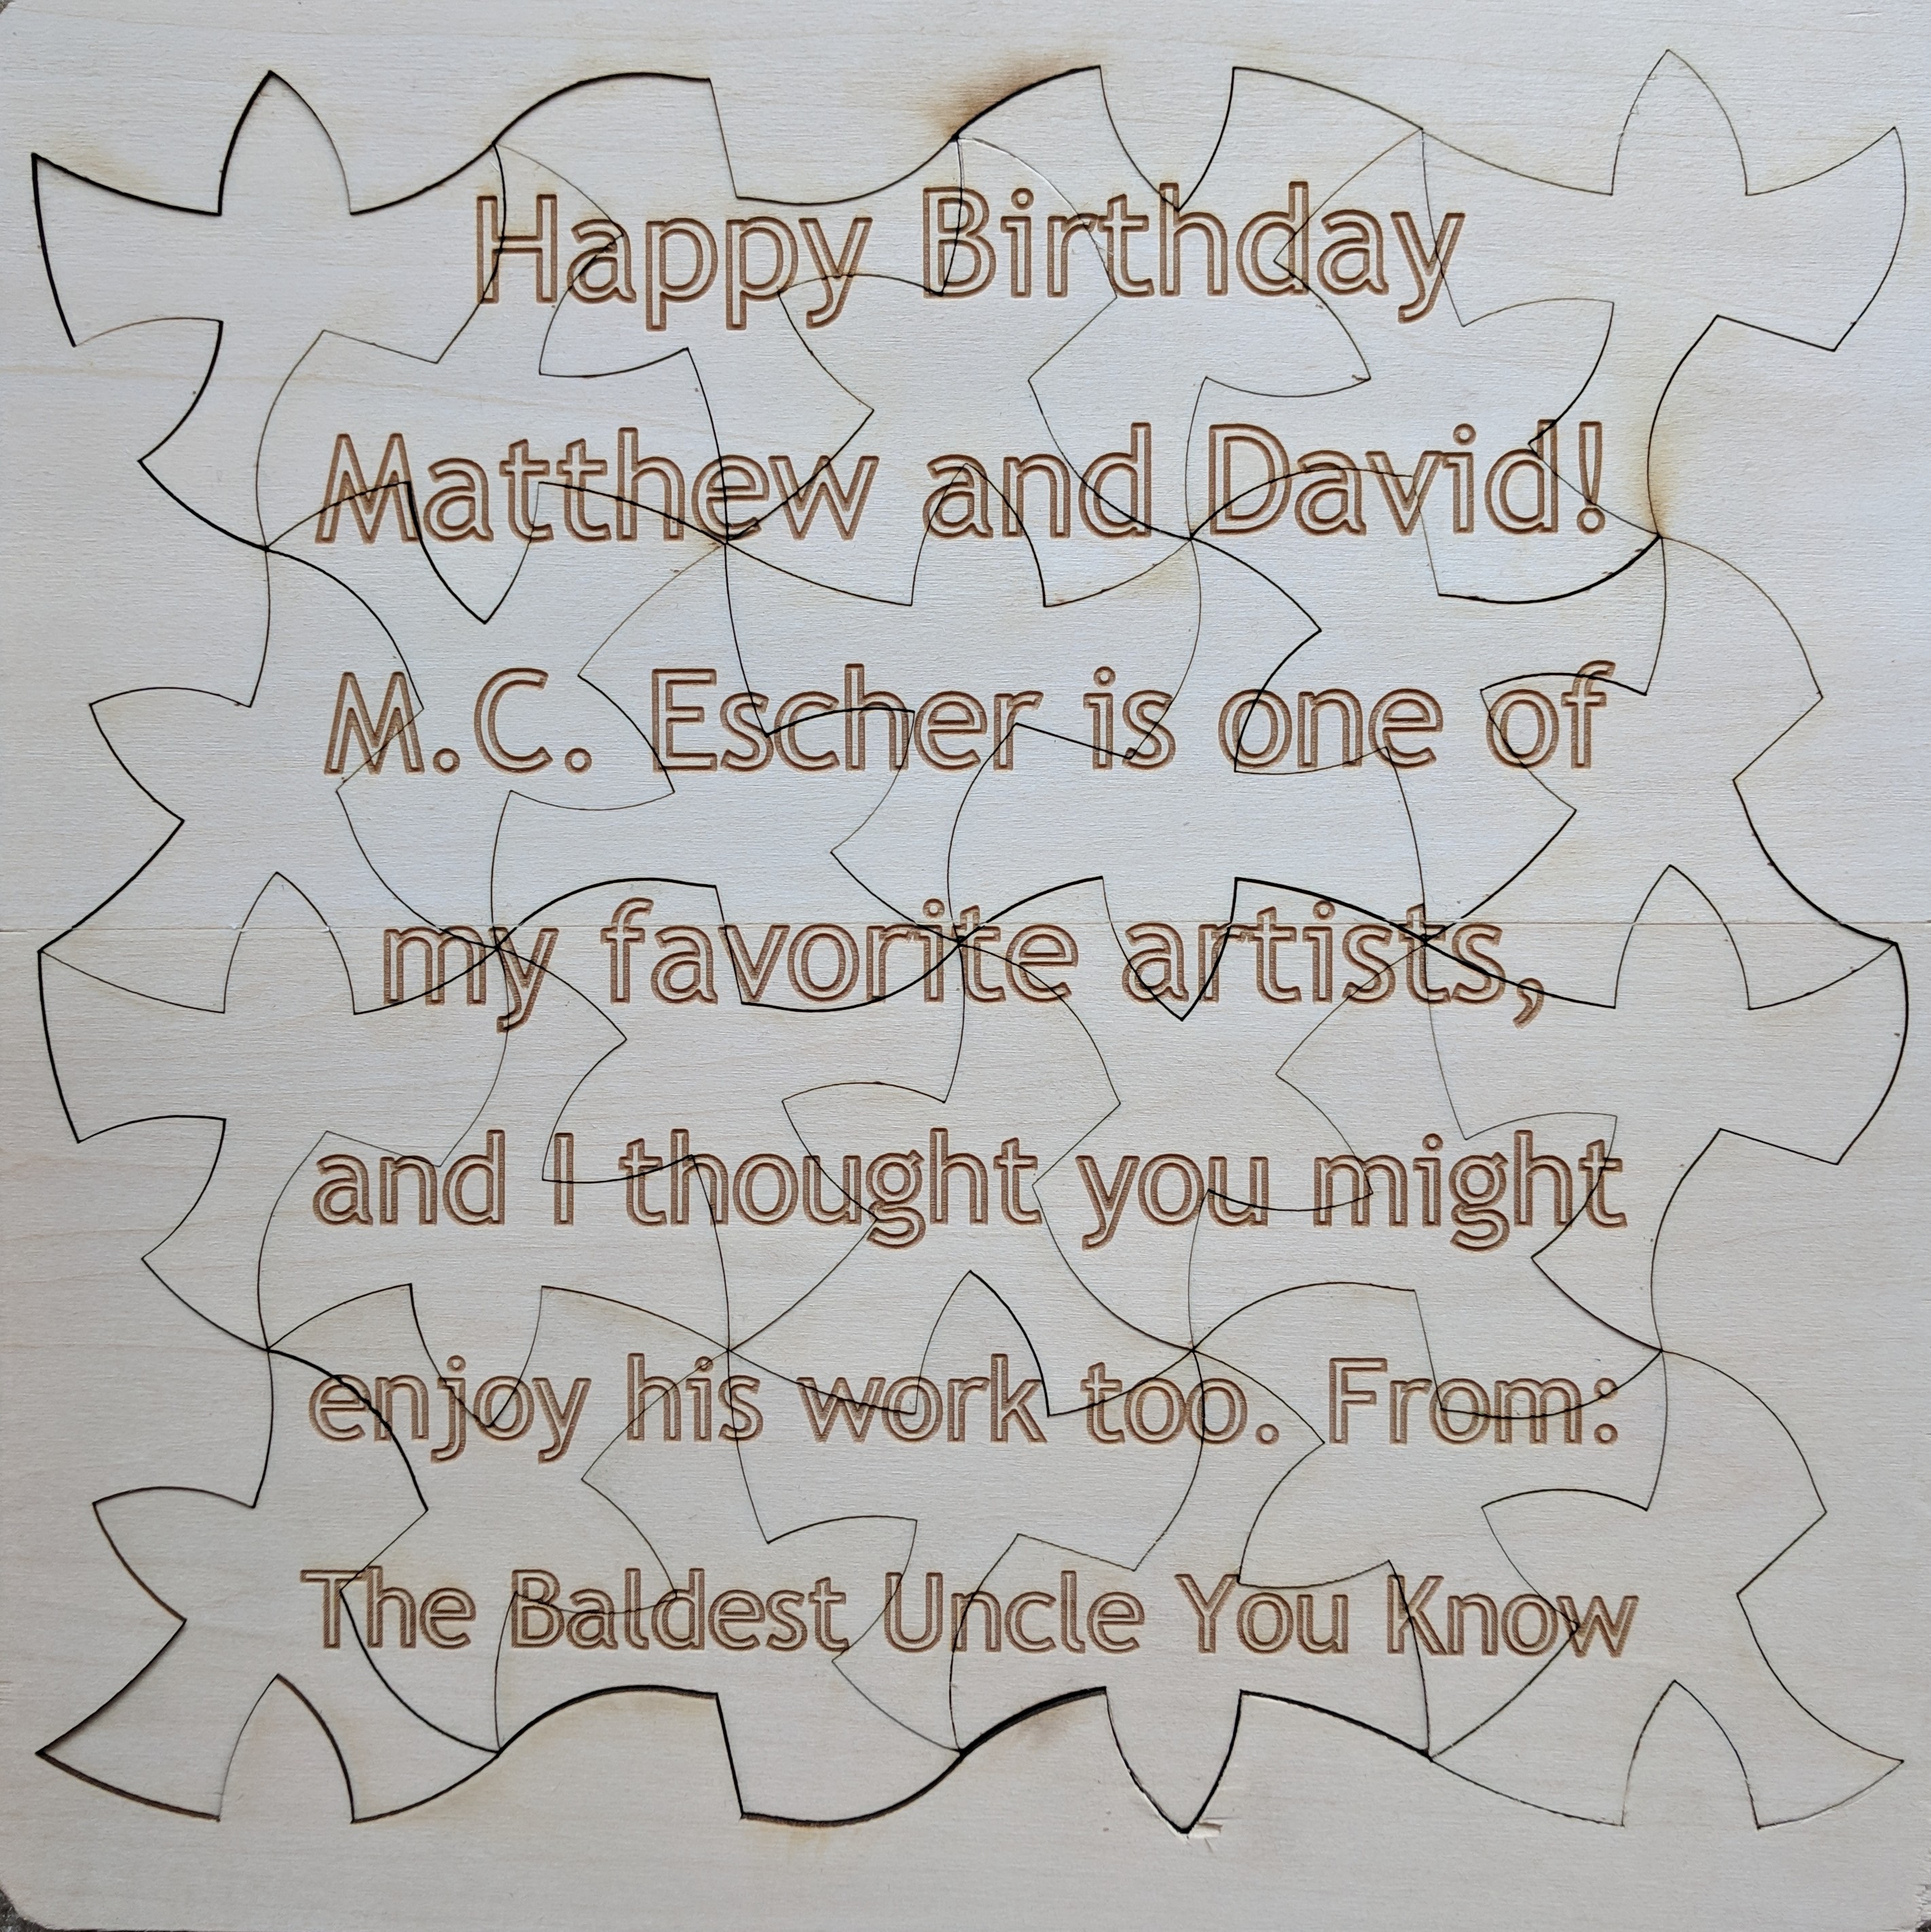 Happy Birthday
Matthew and David!
M.C. Escher is one of
my favorite artists,
and I thought you might
enjoy his work too. From:
The Baldest Uncle You Know